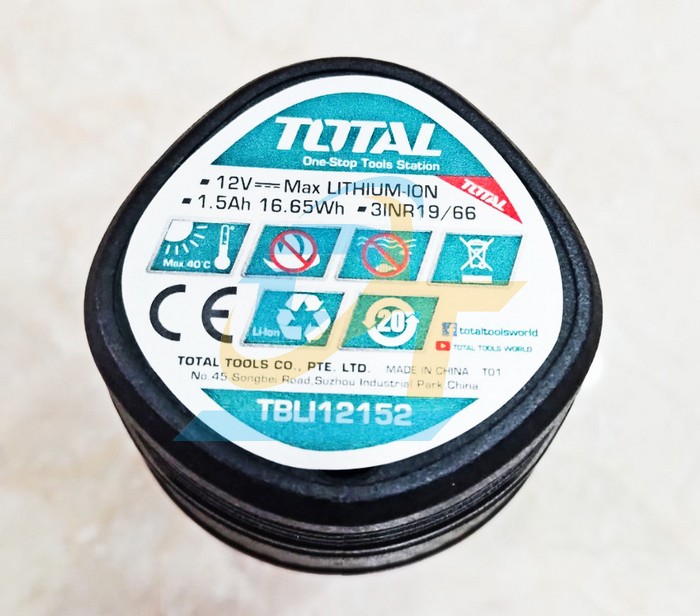 TOTAL
One-Stop Tools Station
▪ 12V⎓Max LITHIUM-ION
TOTAL
▪ 1.5Ah 16.65Wh ▪ 3INR19/66
Max 40°C
CE
Li-Ion
20
totaltoolsworld
TOTAL TOOLS WORLD
TOTAL TOOLS CO., PTE. LTD. MADE IN CHINA T01
No.45 Songbei Road,Suzhou Industrial Park China
TBLI12152